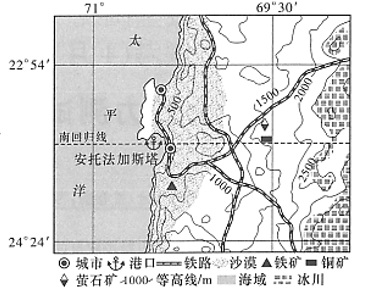 71° 69°30′
太
22°54′
平
500
1500
2000
南回归线
安托法加斯塔
洋
2500
1000
24°24′
城市 港口 铁路 沙漠 铁矿 铜矿
萤石矿 1000 等高线/m 海域 冰川